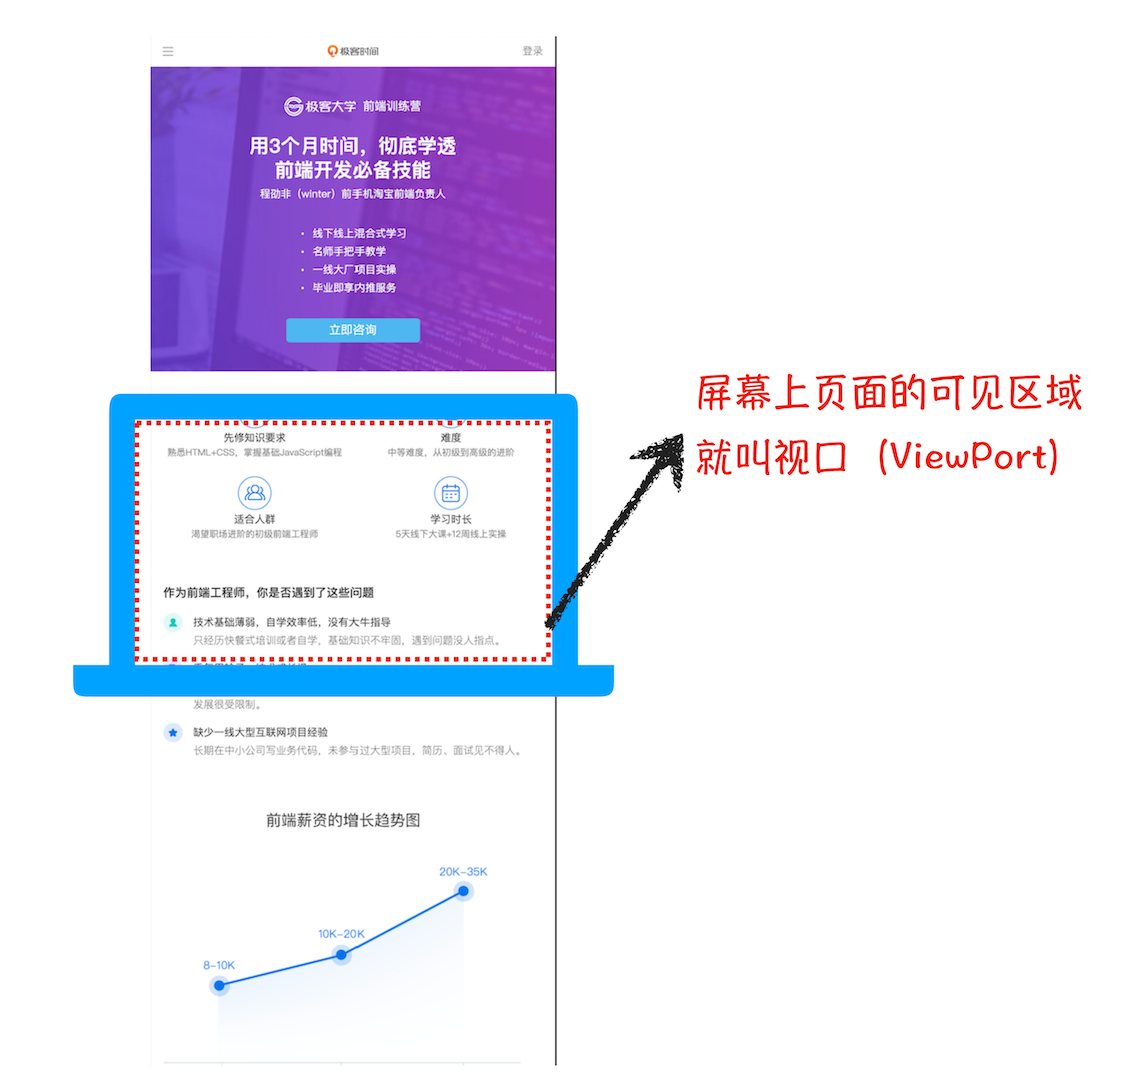 极客时间
登录
极客大学 前端训练营
用3个月时间，彻底学透
前端开发必备技能
程劭非（winter）前手机淘宝前端负责人
· 线下线上混合式学习
· 名师手把手教学
· 一线大厂项目实操
· 毕业即享内推服务
立即咨询
屏幕上页面的可见区域
就叫视口（ViewPort）
先修知识要求
熟悉HTML+CSS，掌握基础JavaScript编程
难度
中等难度，从初级到高级的进阶
适合人群
渴望职场进阶的初级前端工程师
学习时长
5天线下大课+12周线上实操
作为前端工程师，你是否遇到了这些问题
技术基础薄弱，自学效率低，没有大牛指导
只经历快餐式培训或者自学，基础知识不牢固，遇到问题没人指点。
发展很受限制。
缺少一线大型互联网项目经验
长期在中小公司写业务代码，未参与过大型项目，简历、面试见不得人。
前端薪资的增长趋势图
20K-35K
10K-20K
8-10K